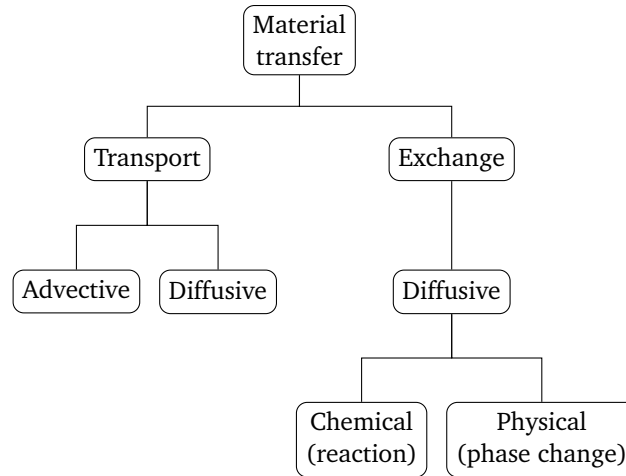 Material
transfer
Transport
Exchange
Advective
Diffusive
Diffusive
Chemical
(reaction)
Physical
(phase change)